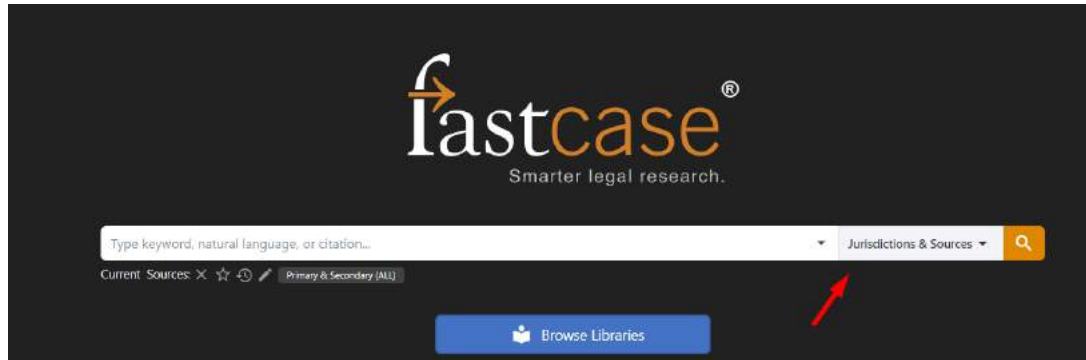 fastcase®
Smarter legal research.
Type keyword, natural language, or citation...
Jurisdictions & Sources
Current Sources:
Primary & Secondary (ALL)
Browse Libraries